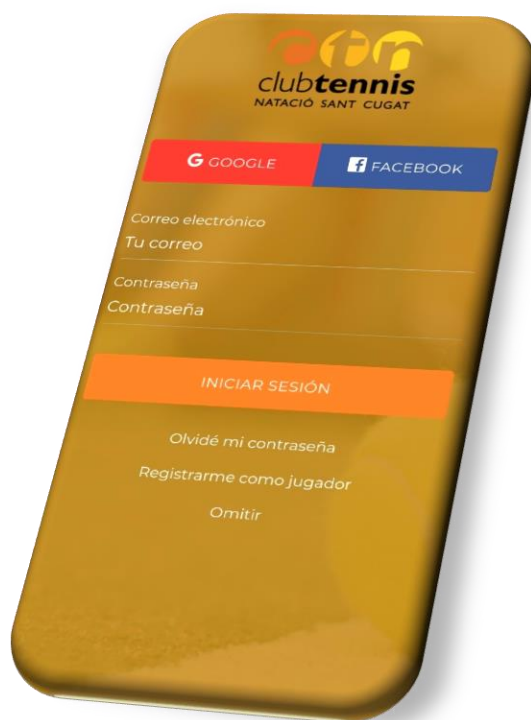 ctn
clubtennis
NATACIÓ SANT CUGAT
G GOOGLE
f FACEBOOK
Correo electrónico
Tu correo
Contraseña
Contraseña
INICIAR SESIÓN
Olvidé mi contraseña
Registrarme como jugador
Omitir